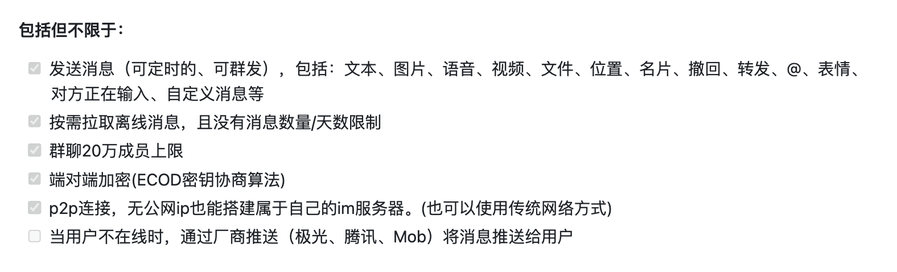 包括但不限于：
发送消息（可定时的、可群发），包括：文本、图片、语音、视频、文件、位置、名片、撤回、转发、@、表情、
对方正在输入、自定义消息等
按需拉取离线消息，且没有消息数量/天数限制
群聊20万成员上限
端对端加密(ECOD密钥协商算法)
p2p连接，无公网ip也能搭建属于自己的im服务器。(也可以使用传统网络方式)
当用户不在线时，通过厂商推送（极光、腾讯、Mob）将消息推送给用户